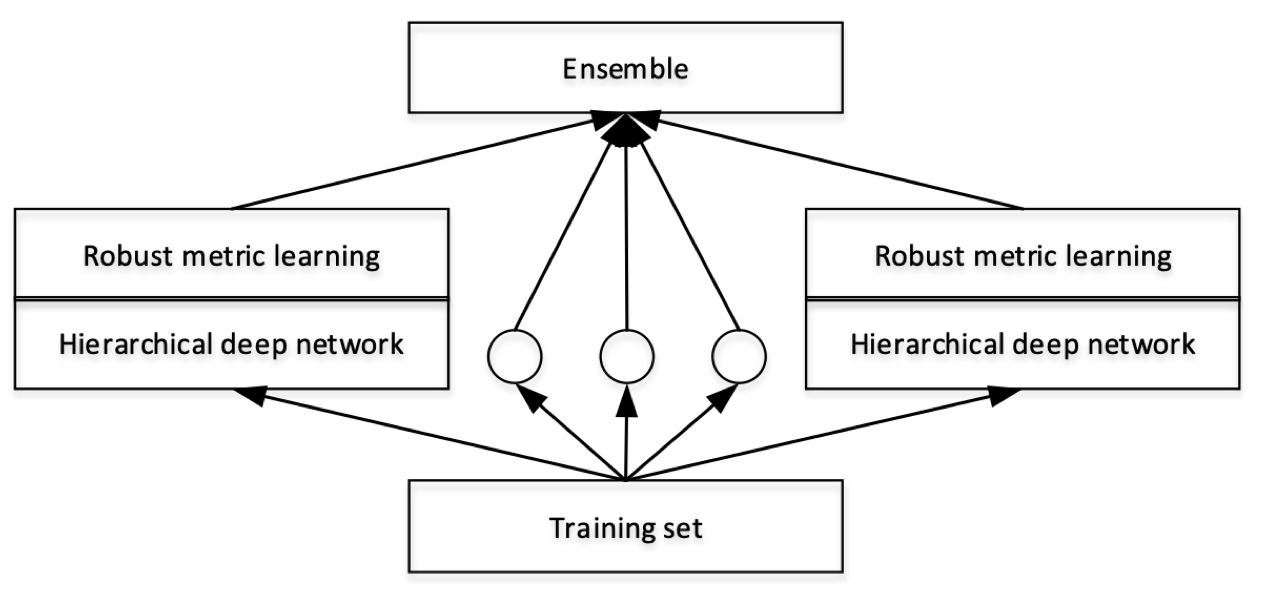 Ensemble
Robust metric learning
Hierarchical deep network
Robust metric learning
Hierarchical deep network
Training set